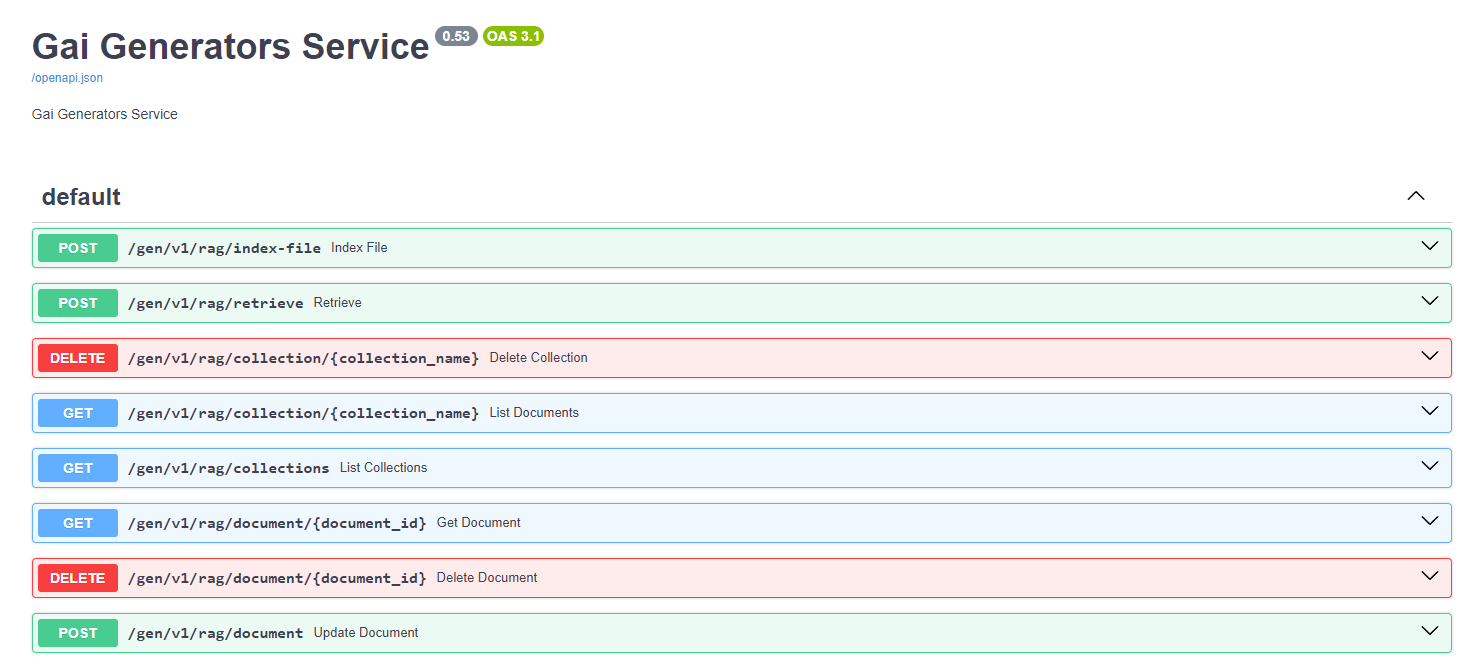 Gai Generators Service 0.53 OAS 3.1
/openapi.json
Gai Generators Service
default
POST /gen/v1/rag/index-file Index File
POST /gen/v1/rag/retrieve Retrieve
DELETE /gen/v1/rag/collection/{collection_name} Delete Collection
GET /gen/v1/rag/collection/{collection_name} List Documents
GET /gen/v1/rag/collections List Collections
GET /gen/v1/rag/document/{document_id} Get Document
DELETE /gen/v1/rag/document/{document_id} Delete Document
POST /gen/v1/rag/document Update Document